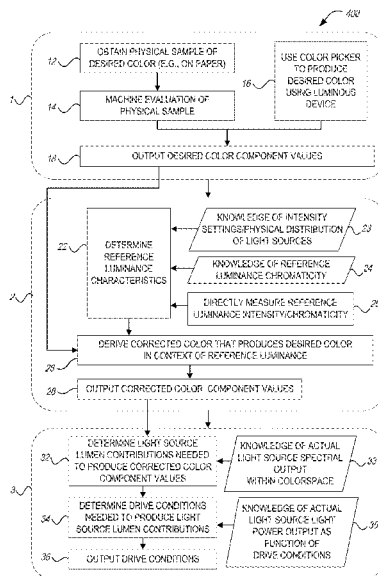 400
OBTAIN PHYSICAL SAMPLE OF
DESIRED COLOR (E.G., ON PAPER)
12
USE COLOR PICKER
TO PRODUCE
DESIRED COLOR
USING LUMINOUS
DEVICE
16
MACHINE EVALUATION OF
PHYSICAL SAMPLE
14
1
OUTPUT DESIRED COLOR COMPONENT VALUES
18
KNOWLEDGE OF INTENSITY
SETTINGS/PHYSICAL DISTRIBUTION
OF LIGHT SOURCES
23
22
DETERMINE
REFERENCE
LUMINANCE
CHARACTERISTICS
KNOWLEDGE OF REFERENCE
LUMINANCE CHROMATICITY
24
2
DIRECTLY MEASURE REFERENCE
LUMINANCE INTENSITY/CHROMATICITY
25
DERIVE CORRECTED COLOR THAT PRODUCES DESIRED COLOR
IN CONTEXT OF REFERENCE LUMINANCE
OUTPUT CORRECTED COLOR COMPONENT VALUES
28
DETERMINE LIGHT SOURCE
LUMEN CONTRIBUTIONS NEEDED
TO PRODUCE CORRECTED COLOR
COMPONENT VALUES
32
KNOWLEDGE OF ACTUAL
LIGHT SOURCE SPECTRAL
OUTPUT
WITHIN COLORSPACE
33
3
DETERMINE DRIVE CONDITIONS
NEEDED TO PRODUCE LIGHT
SOURCE LUMEN CONTRIBUTIONS
34
KNOWLEDGE OF ACTUAL
LIGHT SOURCE LIGHT
POWER OUTPUT AS
FUNCTION OF
DRIVE CONDITIONS
OUTPUT DRIVE CONDITIONS